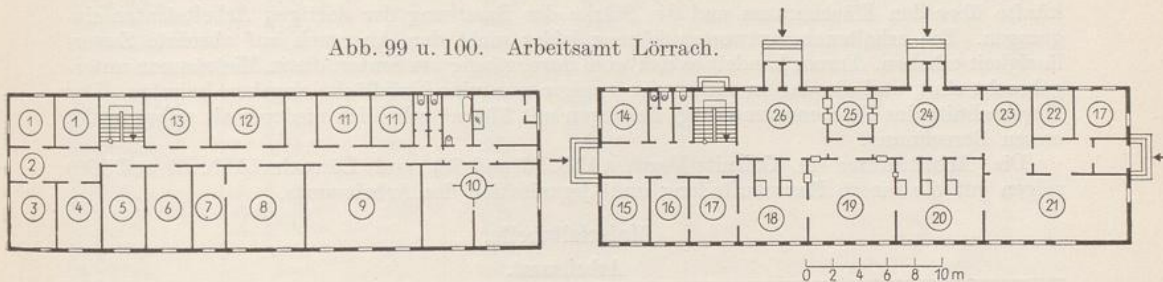 Abb. 99 u. 100. Arbeitsamt Lörrach.
1 1 13 12 11 11
2
10
3 4 5 6 7 8 9
14 26 25 24 23 22 17
15 16 17 18 19 20 21
0 2 4 6 8 10 m